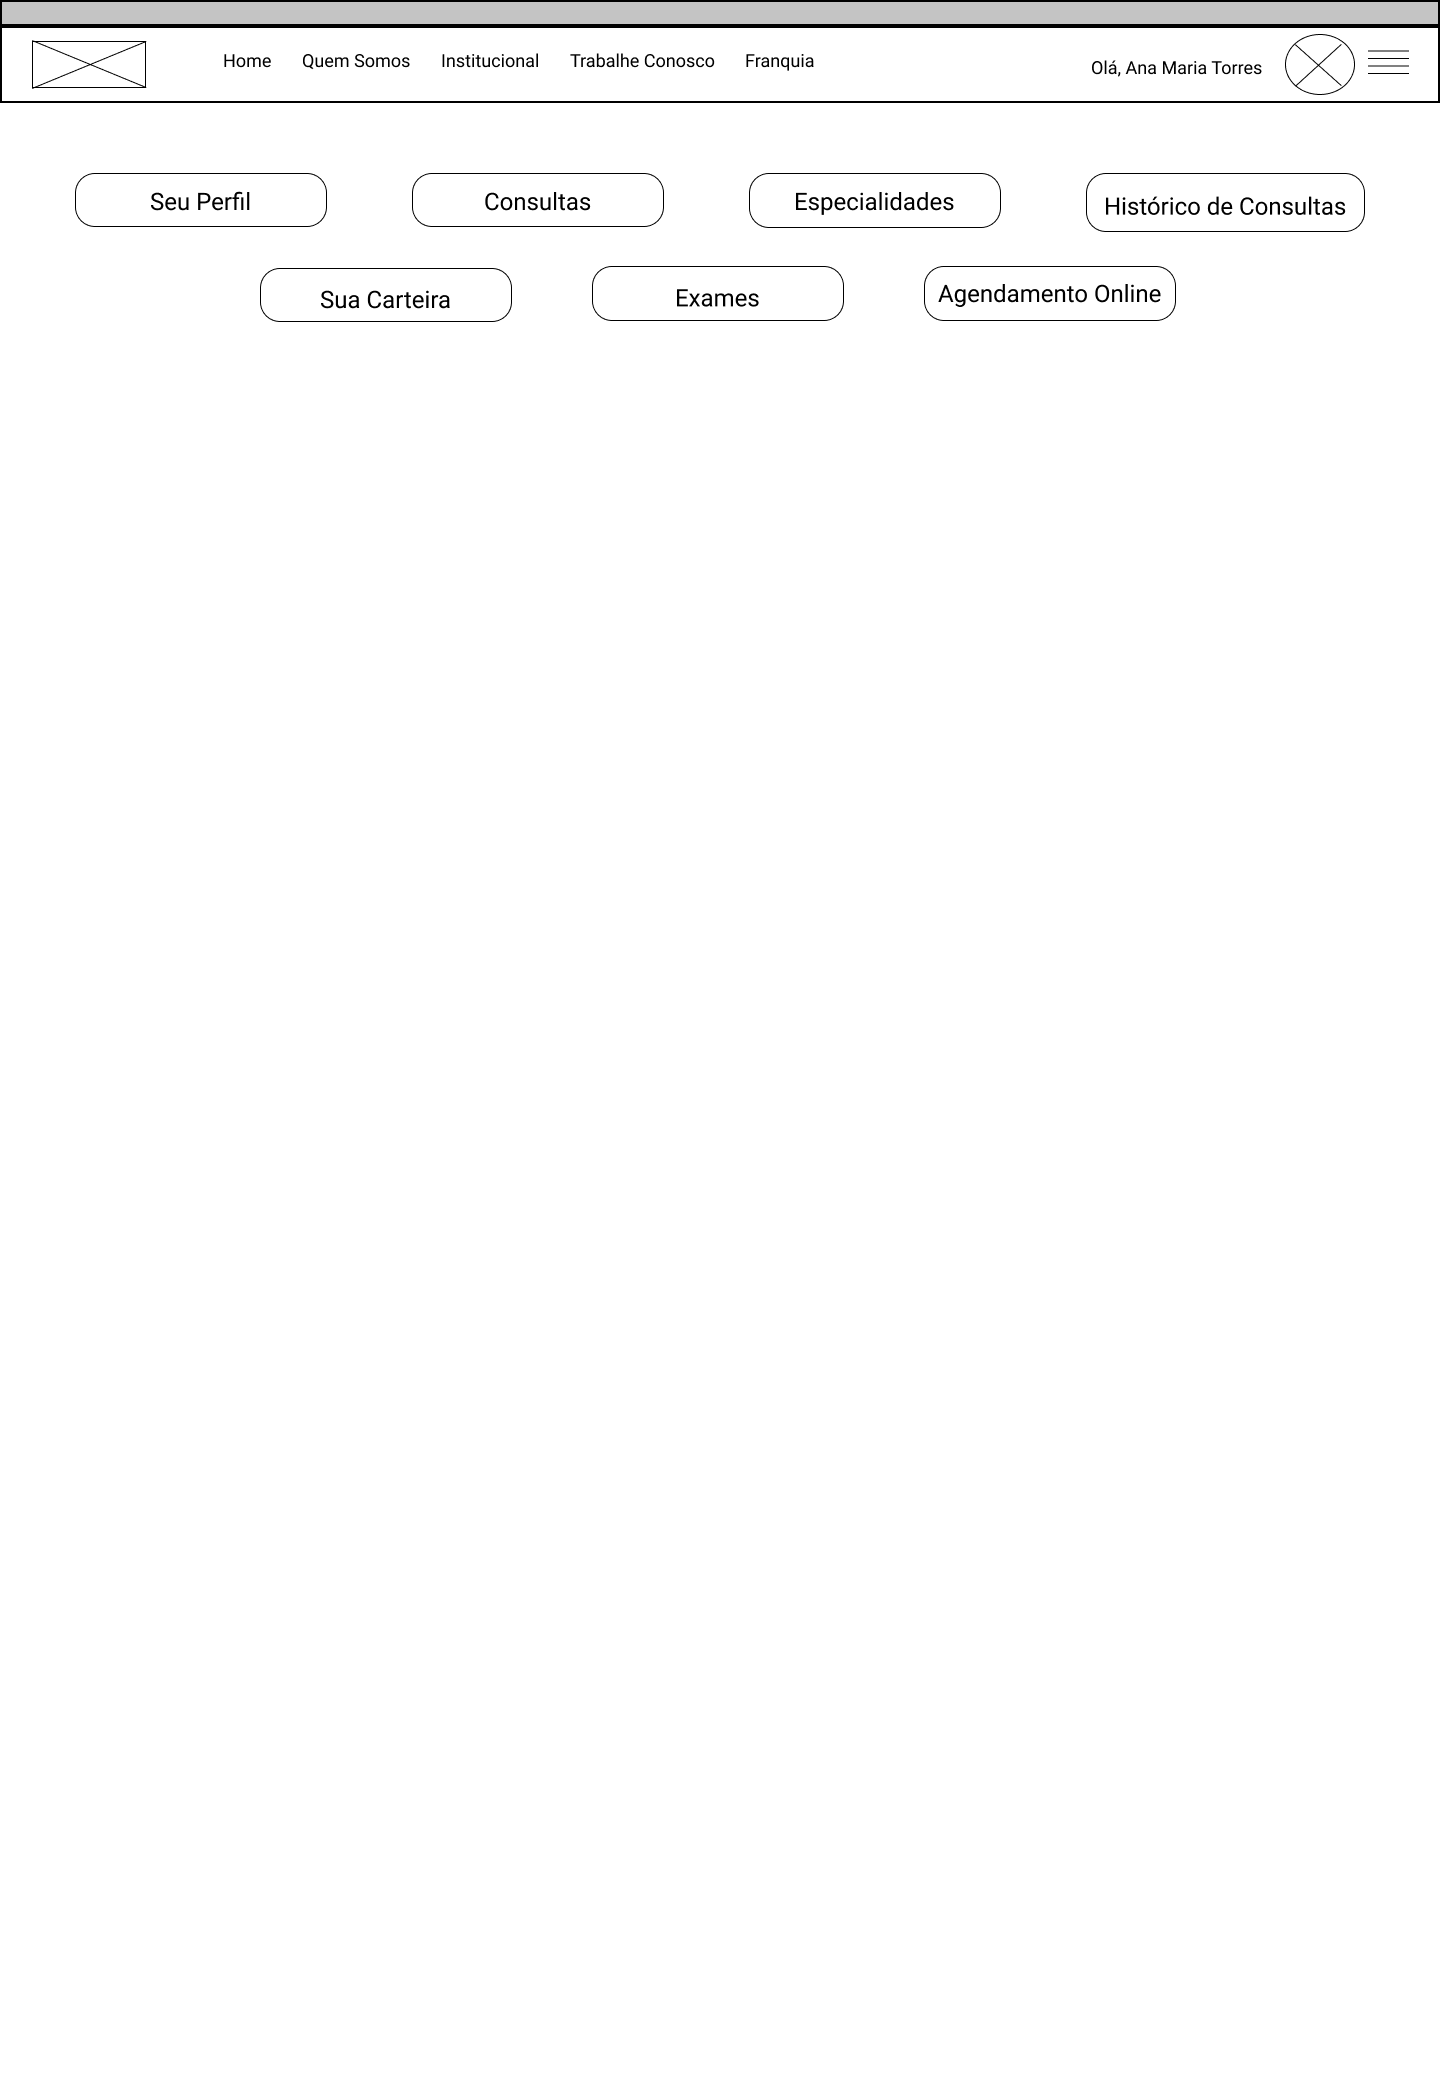 Home Quem Somos Institucional Trabalhe Conosco Franquia Olá, Ana Maria Torres
Seu Perfil Consultas Especialidades Histórico de Consultas
Sua Carteira Exames Agendamento Online